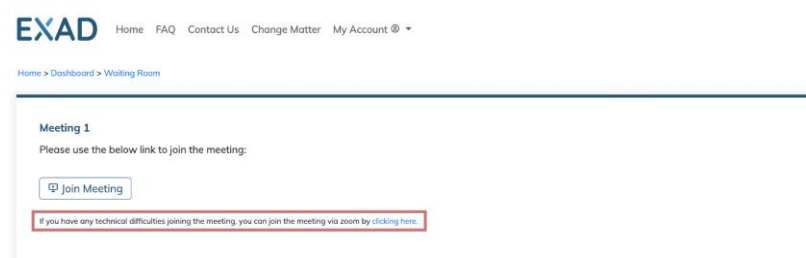 EXAD Home FAQ Contact Us Change Matter My Account
Home > Dashboard > Waiting Room
Meeting 1
Please use the below link to join the meeting:
Join Meeting
If you have any technical difficulties joining the meeting, you can join the meeting via zoom by clicking here.